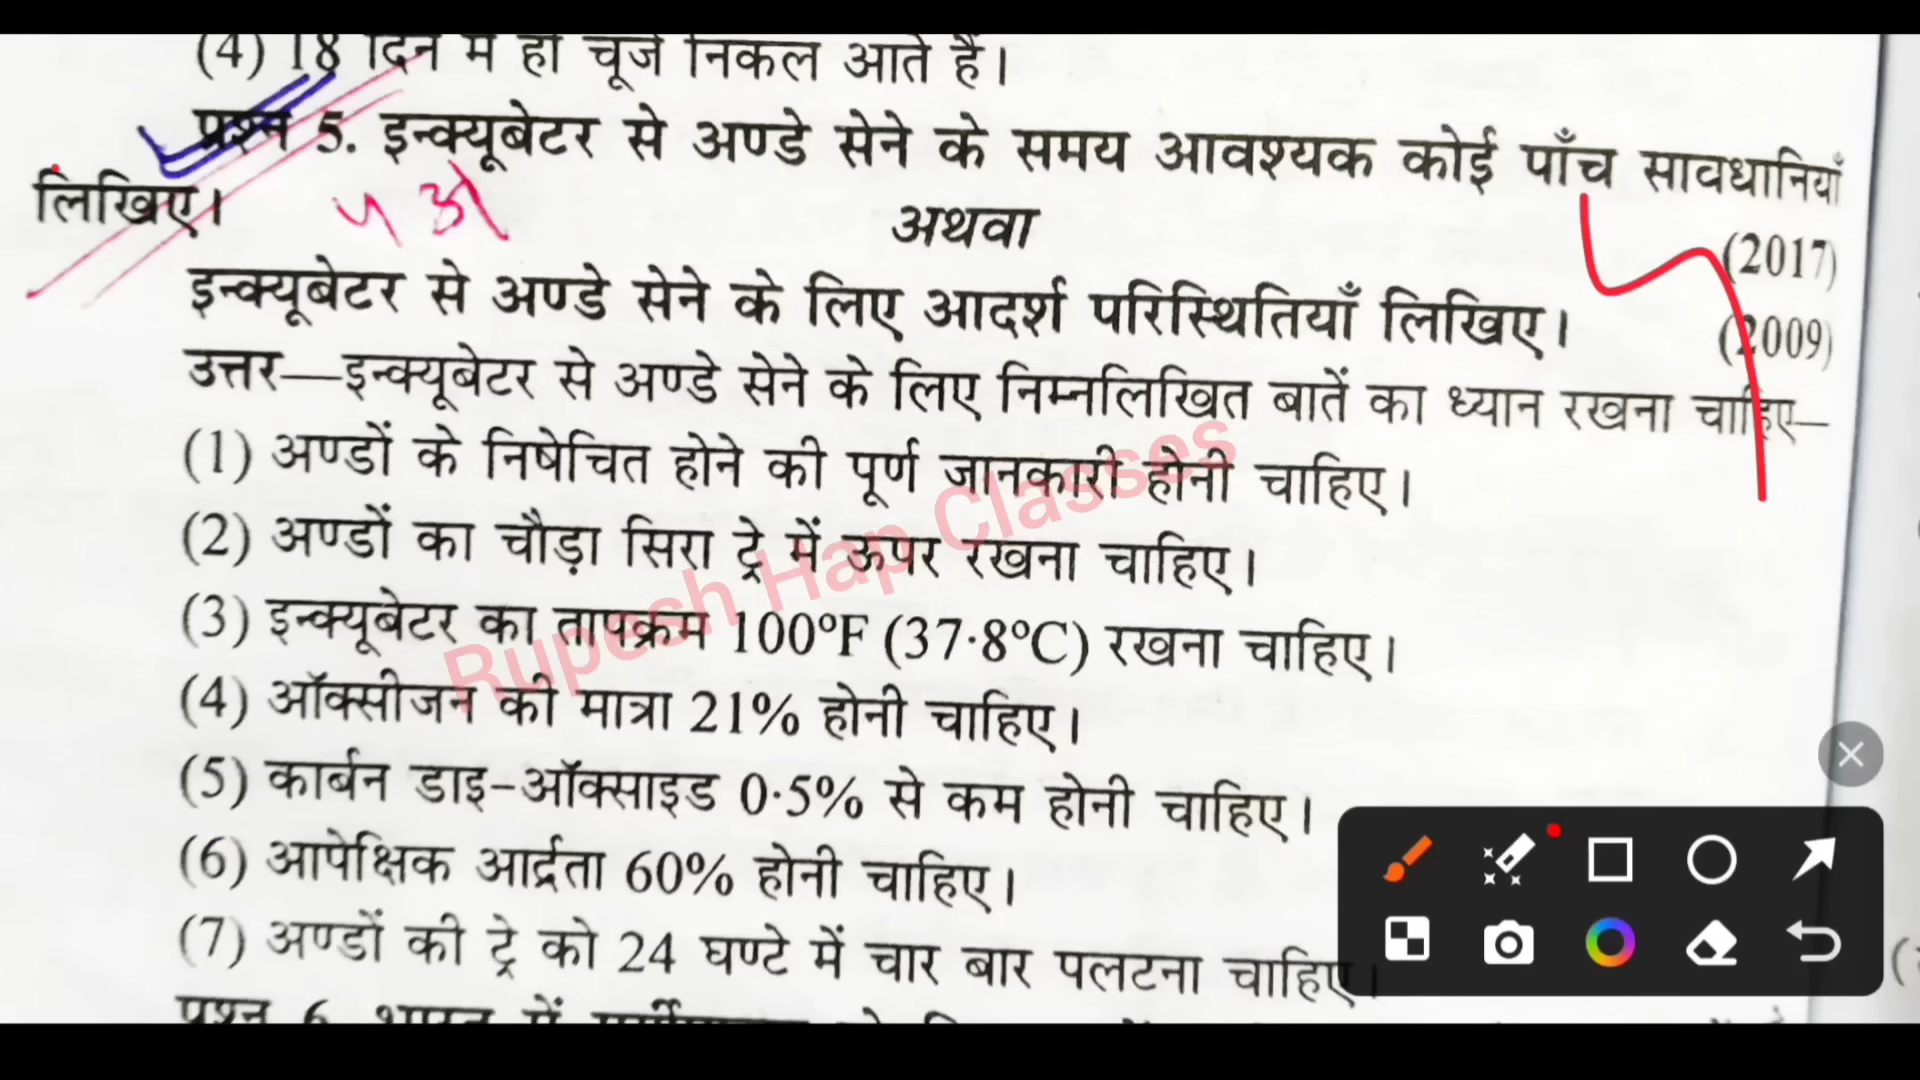 (4) 18 दिन में ही चूजे निकल आते हैं।
प्रश्न 5. इन्क्यूबेटर से अण्डे सेने के समय आवश्यक कोई पाँच सावधानियाँ
लिखिए।
(2017)
अथवा
इन्क्यूबेटर से अण्डे सेने के लिए आदर्श परिस्थितियाँ लिखिए।
(2009)
उत्तर—इन्क्यूबेटर से अण्डे सेने के लिए निम्नलिखित बातें का ध्यान रखना चाहिए—
(1) अण्डों के निषेचित होने की पूर्ण जानकारी होनी चाहिए।
(2) अण्डों का चौड़ा सिरा ट्रे में ऊपर रखना चाहिए।
(3) इन्क्यूबेटर का तापक्रम 100°F (37·8°C) रखना चाहिए।
(4) ऑक्सीजन की मात्रा 21% होनी चाहिए।
(5) कार्बन डाइ-ऑक्साइड 0·5% से कम होनी चाहिए।
(6) आपेक्षिक आर्द्रता 60% होनी चाहिए।
(7) अण्डों की ट्रे को 24 घण्टे में चार बार पलटना चाहिए।
प्रश्न 6. भारत में
Rupesh Hap Classes